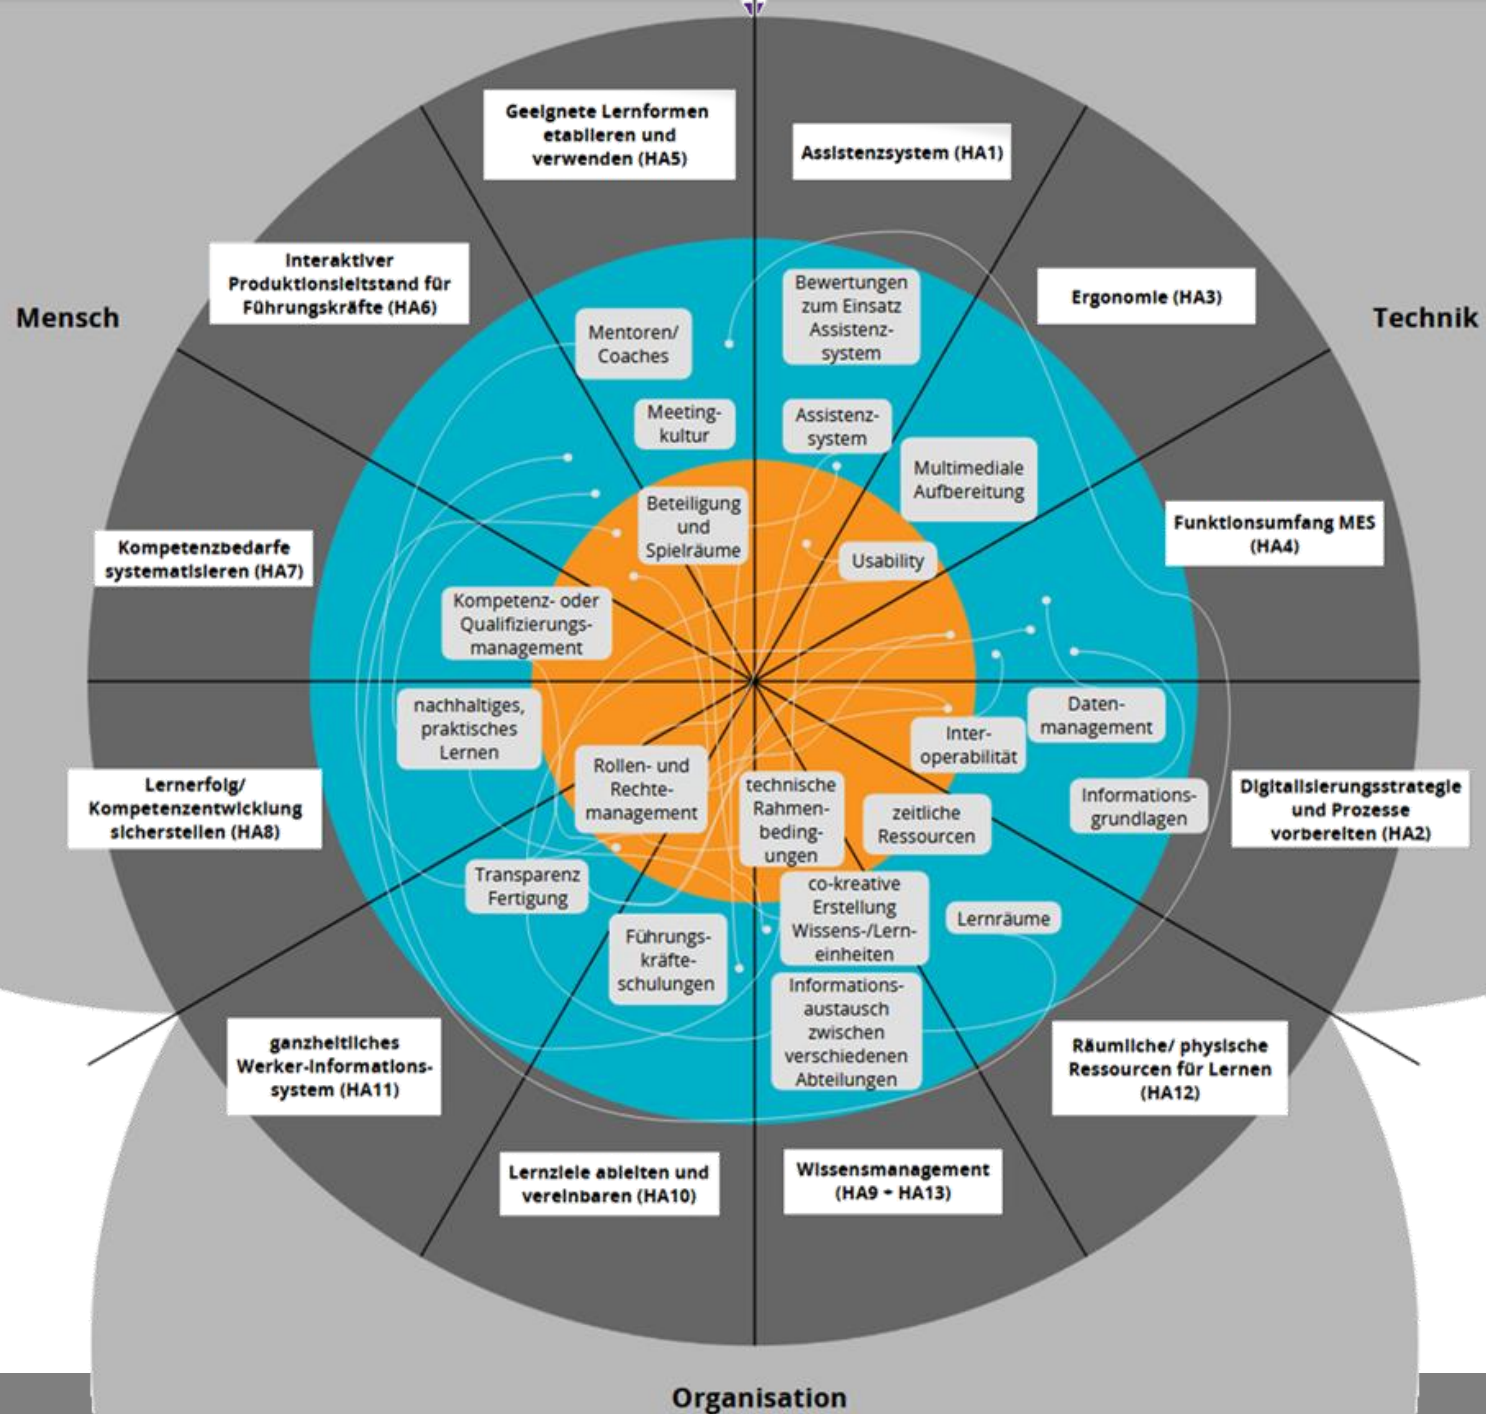 Geeignete Lernformen
etablieren und
verwenden (HA5)
Assistenzsystem (HA1)
Interaktiver
Produktionsleitstand für
Führungskräfte (HA6)
Ergonomie (HA3)
Mensch
Technik
Bewertungen
zum Einsatz
Assistenz-
system
Mentoren/
Coaches
Meeting-
kultur
Assistenz-
system
Multimediale
Aufbereitung
Beteiligung
und
Spielräume
Usability
Funktionsumfang MES
(HA4)
Kompetenzbedarfe
systematisieren (HA7)
Kompetenz- oder
Qualifizierungs-
management
nachhaltiges,
praktisches
Lernen
Daten-
management
Inter-
operabilität
Rollen- und
Rechte-
management
technische
Rahmen-
beding-
ungen
zeitliche
Ressourcen
Informations-
grundlagen
Lernerfolg/
Kompetenzentwicklung
sicherstellen (HA8)
Digitalisierungsstrategie
und Prozesse
vorbereiten (HA2)
Transparenz
Fertigung
co-kreative
Erstellung
Wissens-/Lern-
einheiten
Lernräume
Führungs-
kräfte-
schulungen
Informations-
austausch
zwischen
verschiedenen
Abteilungen
ganzheitliches
Werker-Informations-
system (HA11)
Räumliche/ physische
Ressourcen für Lernen
(HA12)
Lernziele ableiten und
vereinbaren (HA10)
Wissensmanagement
(HA9 + HA13)
Organisation